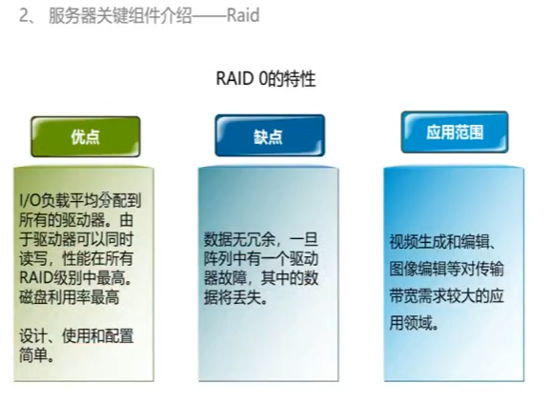 2、 服务器关键组件介绍——Raid
RAID 0的特性
优点
I/O负载平均分配到
所有的驱动器。由
于驱动器可以同时
读写，性能在所有
RAID级别中最高。
磁盘利用率最高
设计、使用和配置
简单。
缺点
数据无冗余，一旦
阵列中有一个驱动
器故障，其中的数
据将丢失。
应用范围
视频生成和编辑、
图像编辑等对传输
带宽需求较大的应
用领域。